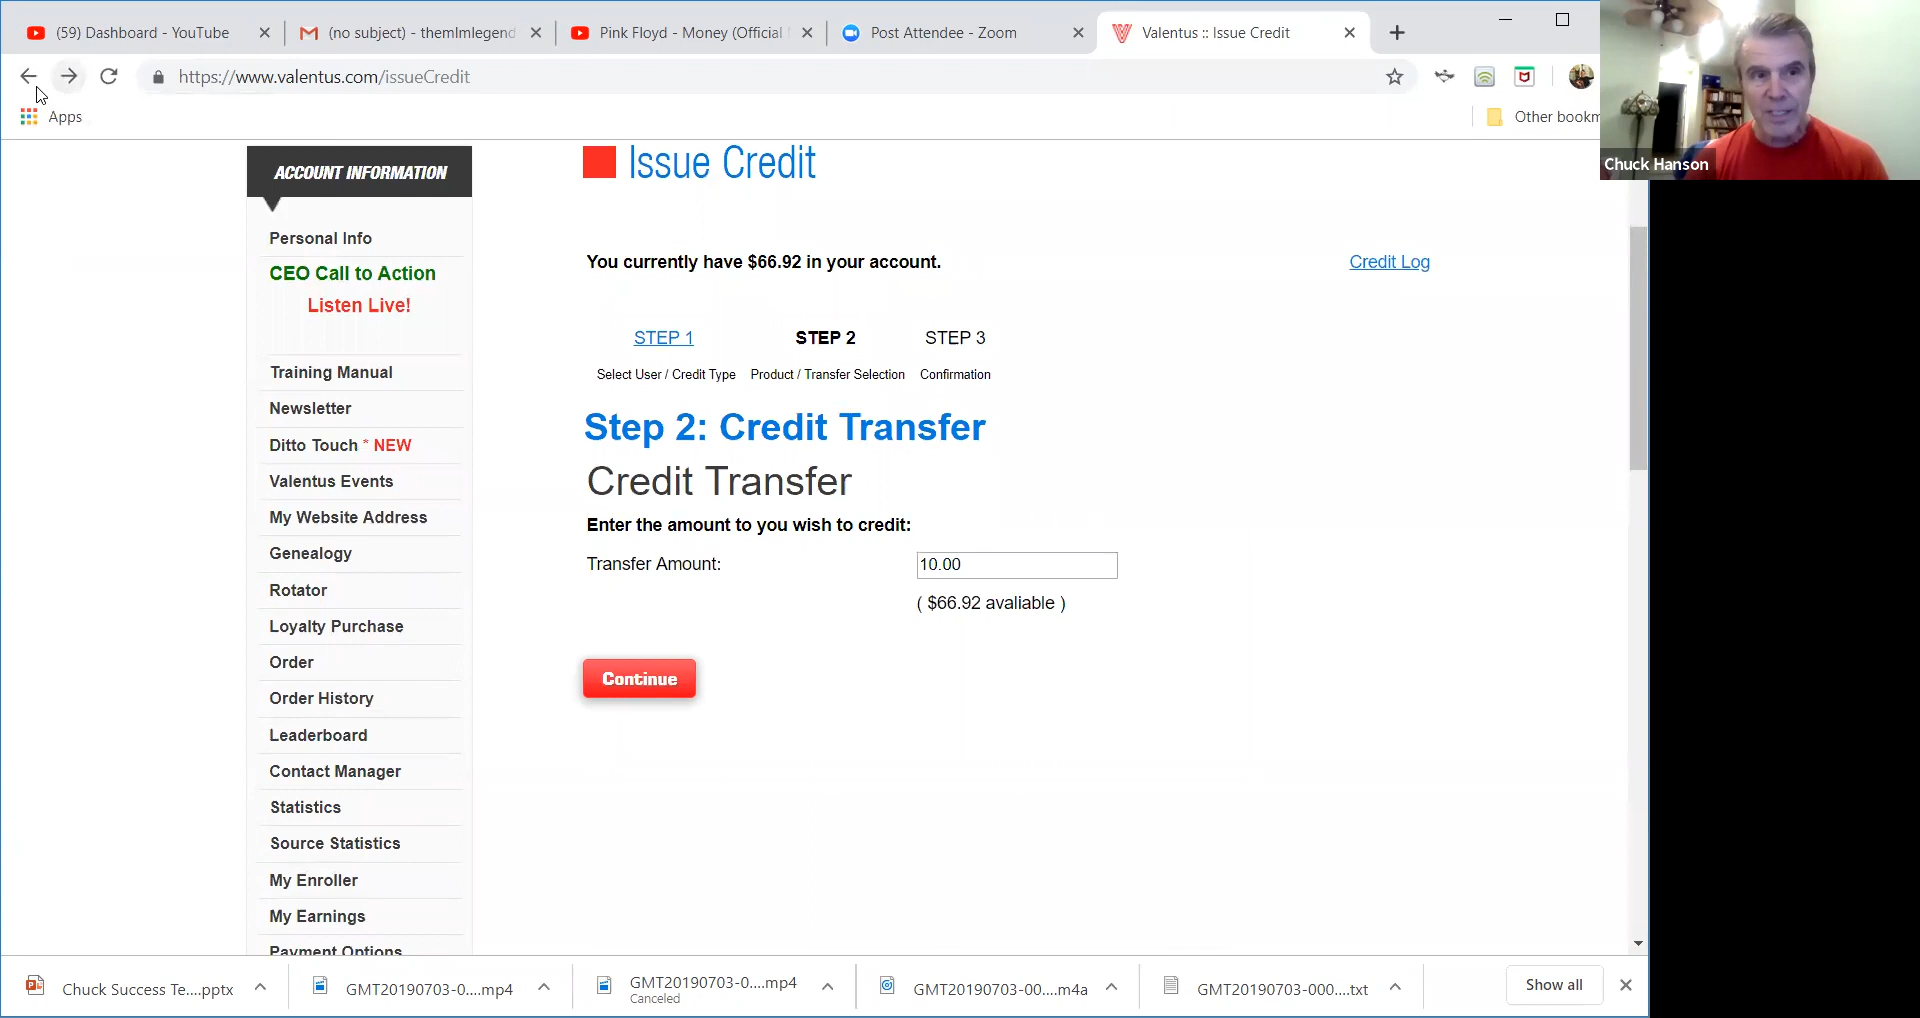 (59) Dashboard - YouTube
(no subject) - themlmlegend
Pink Floyd - Money (Official
Post Attendee - Zoom
Valentus :: Issue Credit
https://www.valentus.com/issueCredit
Apps
Other bookm
Chuck Hanson
ACCOUNT INFORMATION
Personal Info
CEO Call to Action
Listen Live!
Training Manual
Newsletter
Ditto Touch * NEW
Valentus Events
My Website Address
Genealogy
Rotator
Loyalty Purchase
Order
Order History
Leaderboard
Contact Manager
Statistics
Source Statistics
My Enroller
My Earnings
Payment Options
Issue Credit
You currently have $66.92 in your account.
Credit Log
STEP 1 STEP 2 STEP 3
Select User / Credit Type Product / Transfer Selection Confirmation
Step 2: Credit Transfer
Credit Transfer
Enter the amount to you wish to credit:
Transfer Amount: 10.00
( $66.92 avaliable )
Continue
Chuck Success Te....pptx
GMT20190703-0....mp4
GMT20190703-0....mp4
Canceled
GMT20190703-00....m4a
GMT20190703-000....txt
Show all